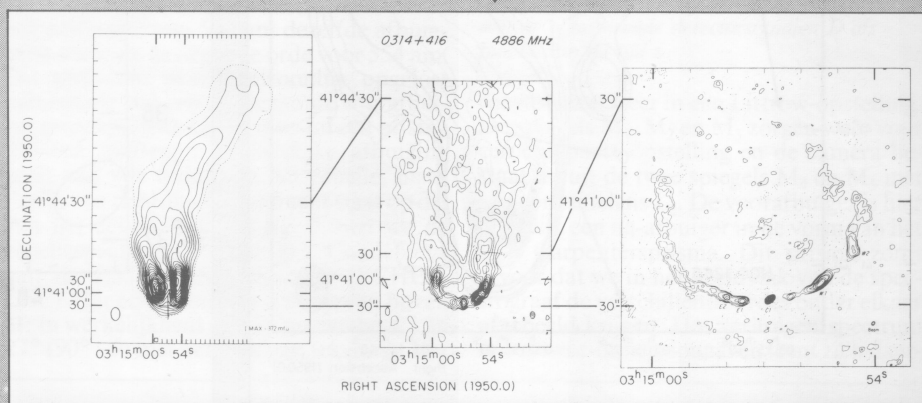 0314+416 4886 MHz
DECLINATION (1950.0)
41°44'30"
30"
41°41'00"
30"
03ʰ15ᵐ00ˢ 54ˢ
41°44'30"
30"
41°41'00"
30"
03ʰ15ᵐ00ˢ 54ˢ
30"
41°41'00"
30"
03ʰ15ᵐ00ˢ 54ˢ
RIGHT ASCENSION (1950.0)